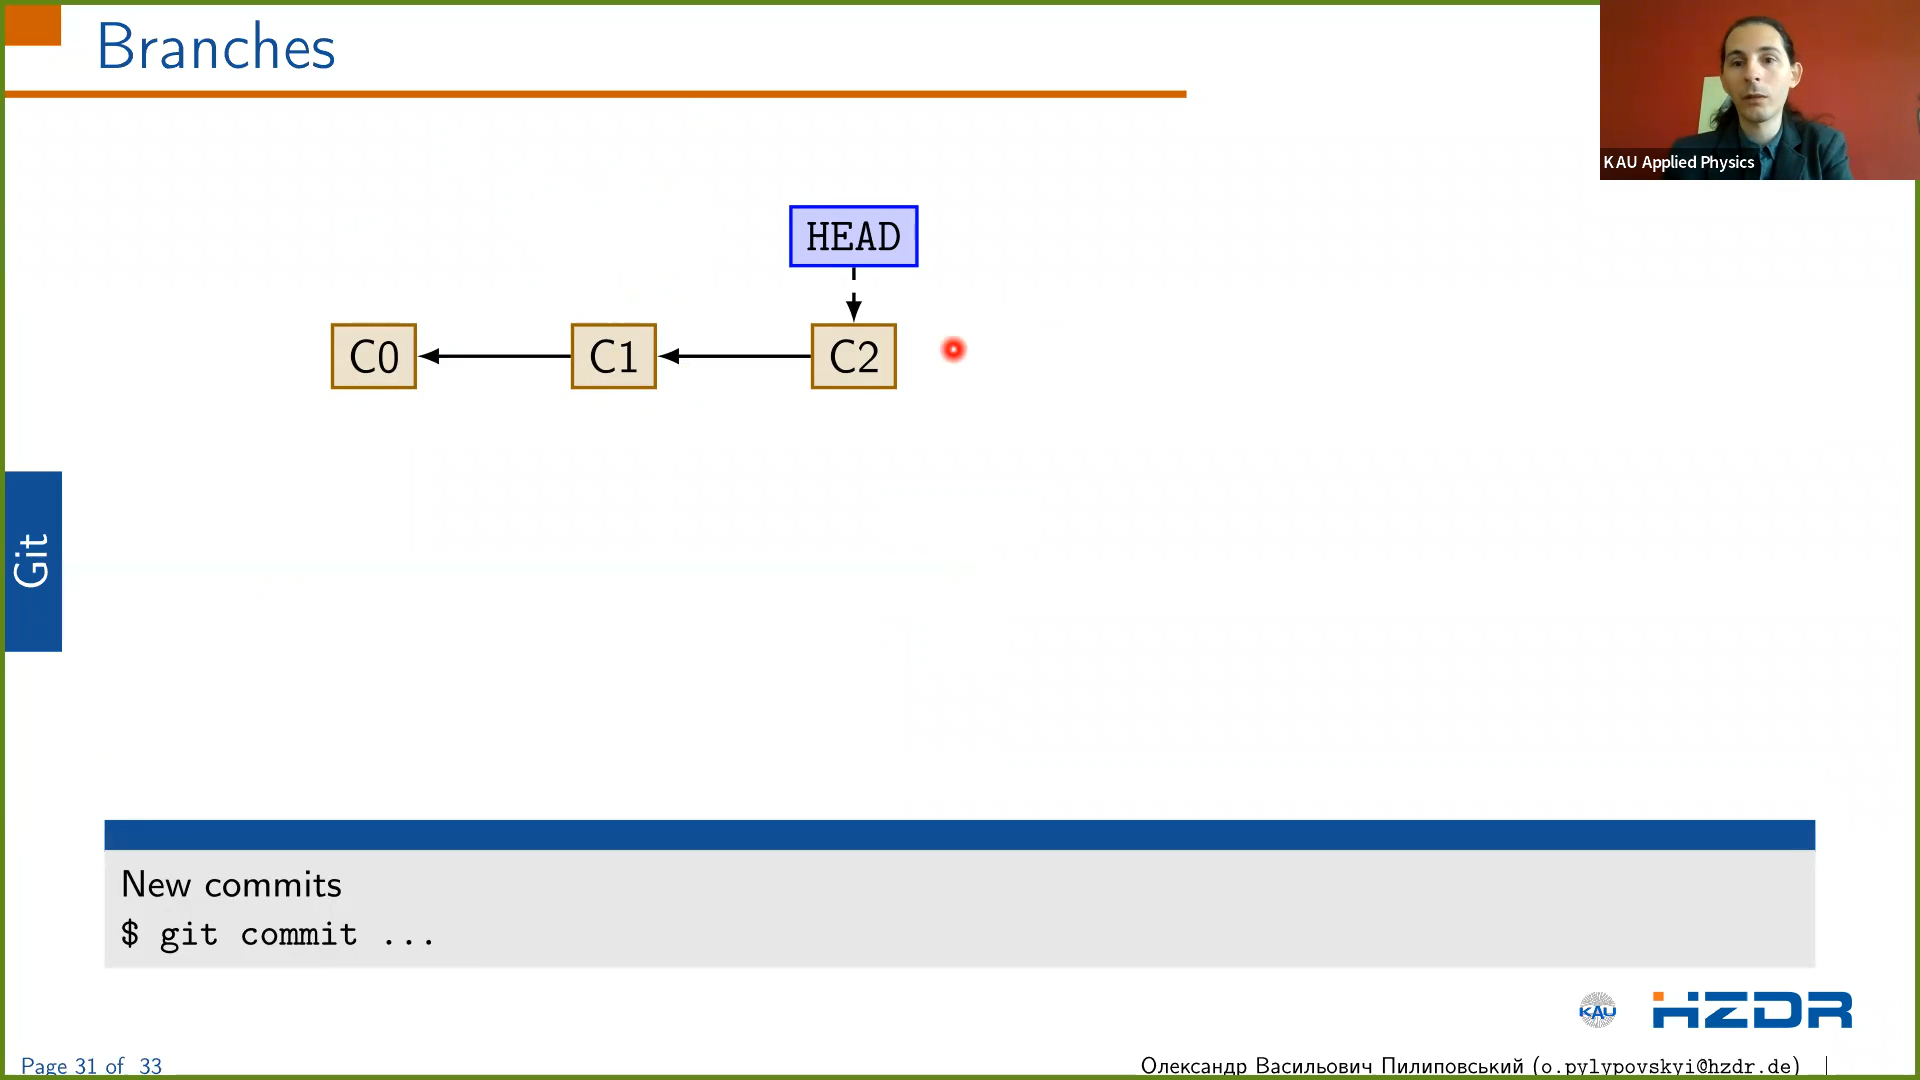 Branches
KAU Applied Physics
HEAD
C0 C1 C2
Git
New commits
$ git commit ...
KAU HZDR
Page 31 of 33
Олександр Васильович Пилиповський (o.pylypovskyi@hzdr.de)